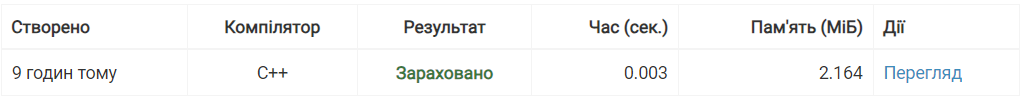 Створено Компілятор Результат Час (сек.) Пам'ять (МіБ) Дії
9 годин тому C++ Зараховано 0.003 2.164 Перегляд